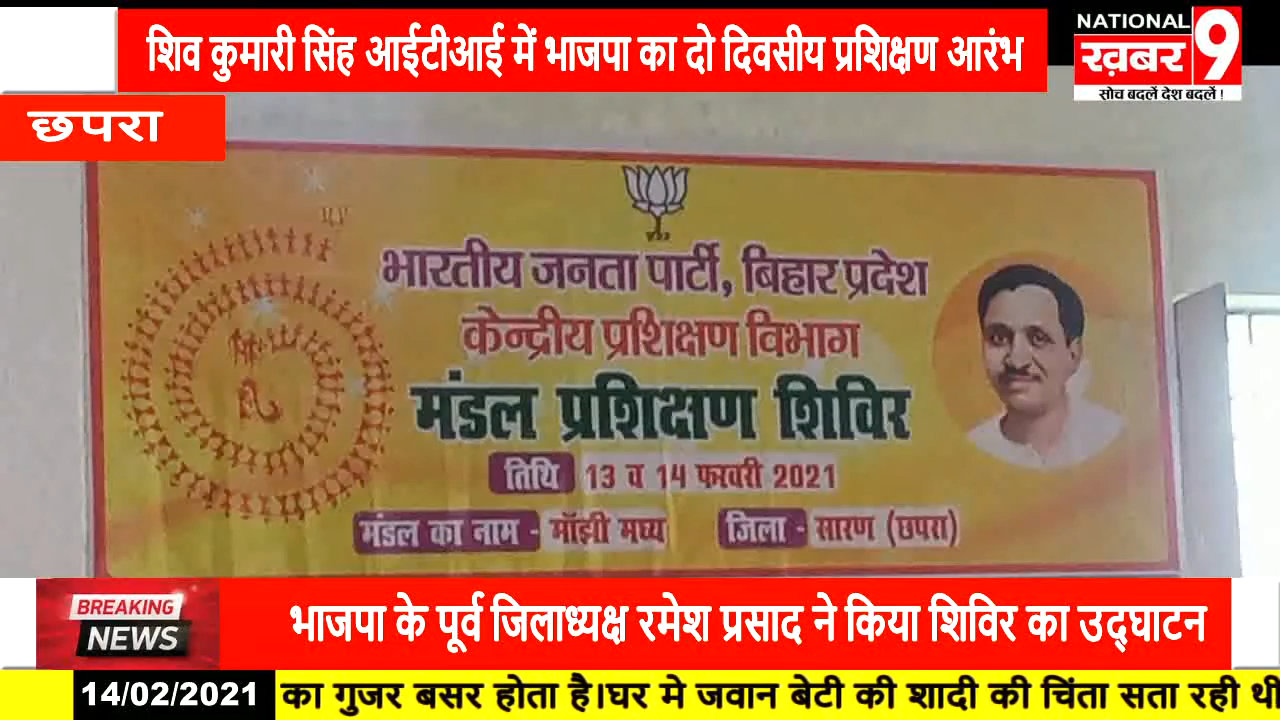 शिव कुमारी सिंह आईटीआई में भाजपा का दो दिवसीय प्रशिक्षण आरंभ
NATIONAL
ख़बर 9
सोच बदलें देश बदलें !
छपरा
भारतीय जनता पार्टी, बिहार प्रदेश
केन्द्रीय प्रशिक्षण विभाग
मंडल प्रशिक्षण शिविर
तिथि 13 व 14 फरवरी 2021
मंडल का नाम - माँझी मध्य जिला - सारण (छपरा)
BREAKING
NEWS
भाजपा के पूर्व जिलाध्यक्ष रमेश प्रसाद ने किया शिविर का उद्घाटन
14/02/2021 का गुजर बसर होता है।घर मे जवान बेटी की शादी की चिंता सता रही थी